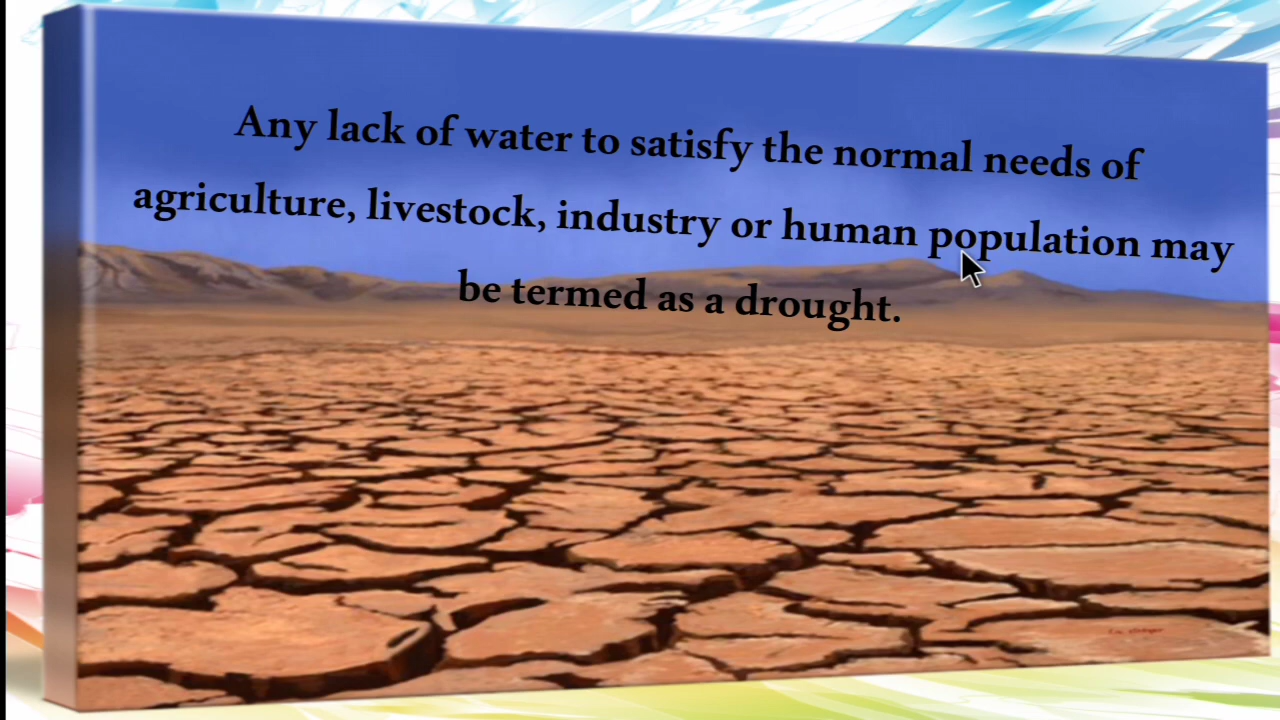 Any lack of water to satisfy the normal needs of
agriculture, livestock, industry or human population may
be termed as a drought.